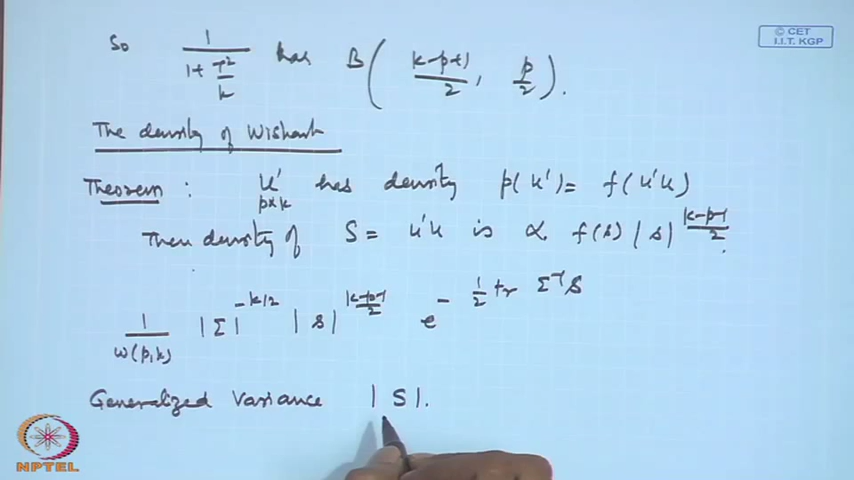 © CET
I.I.T. KGP
So 1 / (1 + T² / k) has B( (k-p+1)/2 , p/2 ).
The density of Wishart
Theorem : U' has density p(U') = f(U'U)
p×k
Then density of S = U'U is α f(s) |s|^((k-p-1)/2).
1/w(p,k) |Σ|^(-k/2) |s|^((k-p-1)/2) e^(-1/2 tr Σ⁻¹S)
Generalized Variance |S|.
NPTEL